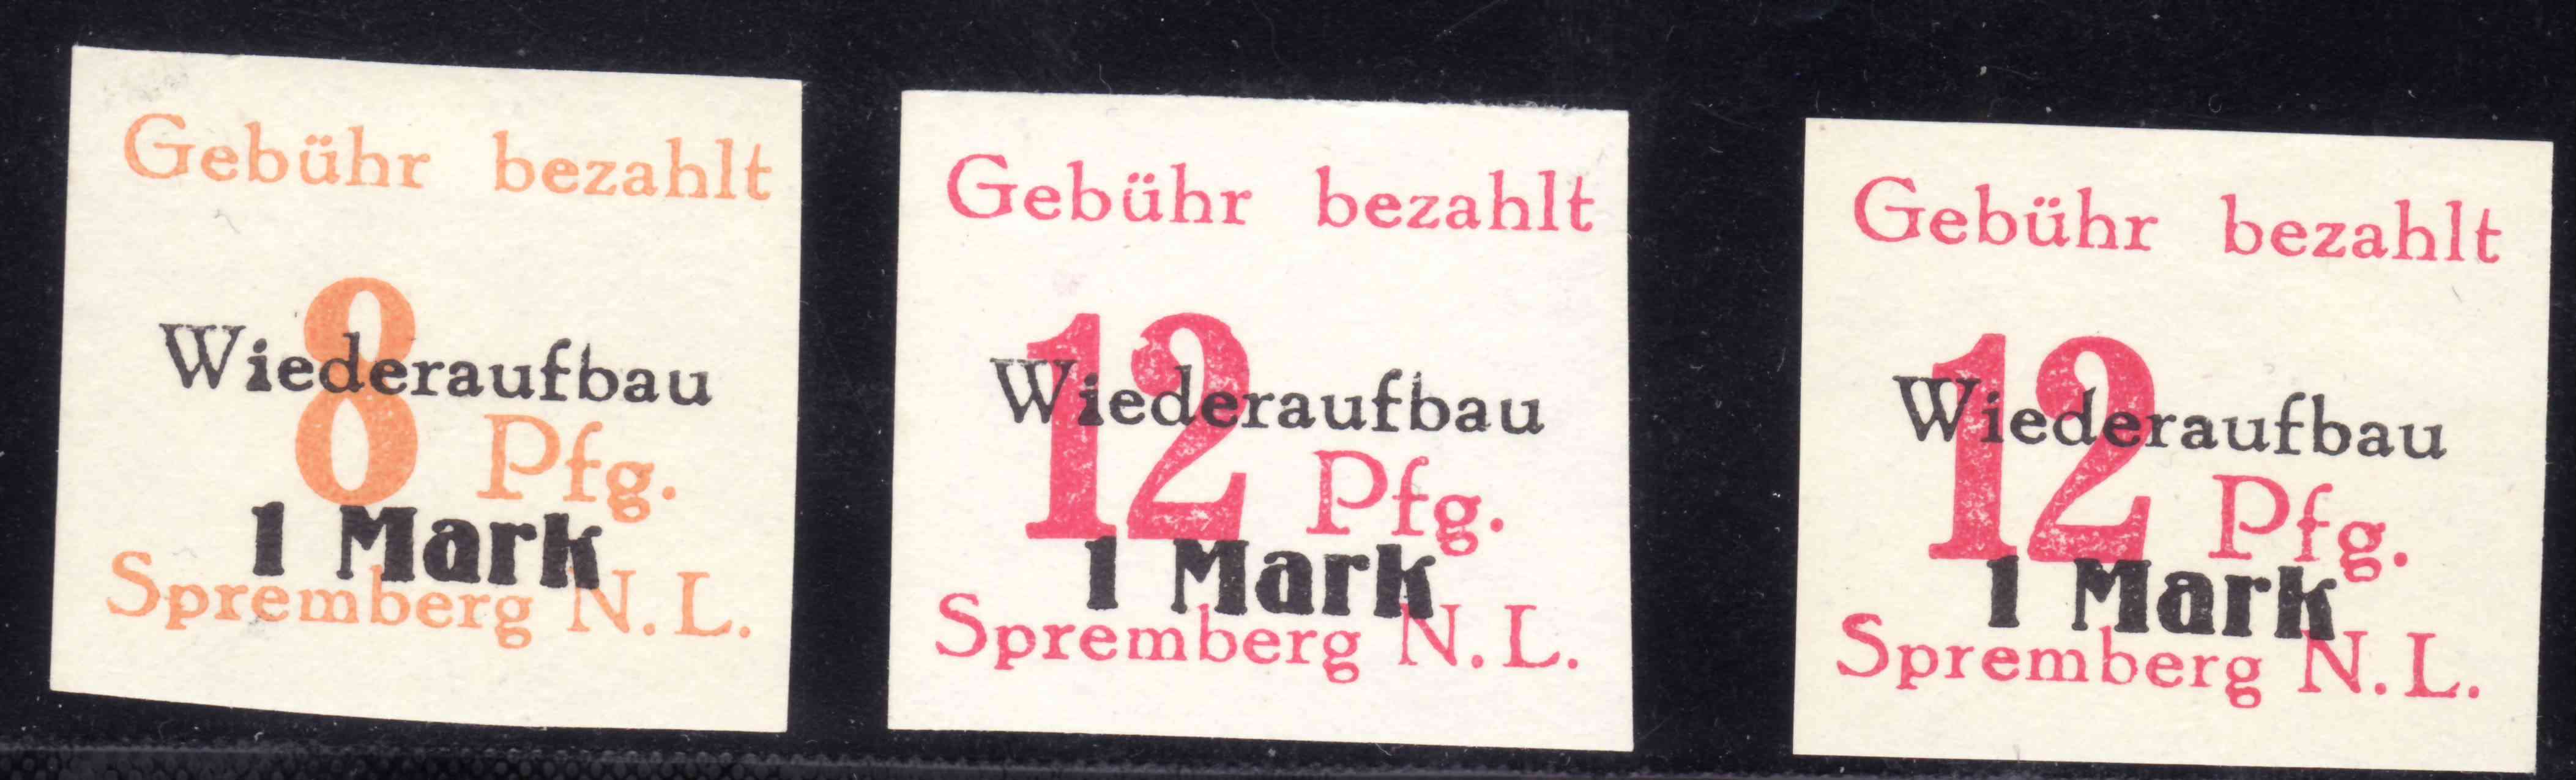 Gebühr bezahlt
8
Wiederaufbau
Pfg.
1 Mark
Spremberg N. L.
Gebühr bezahlt
12
Wiederaufbau
Pfg.
1 Mark
Spremberg N. L.
Gebühr bezahlt
12
Wiederaufbau
Pfg.
1 Mark
Spremberg N. L.